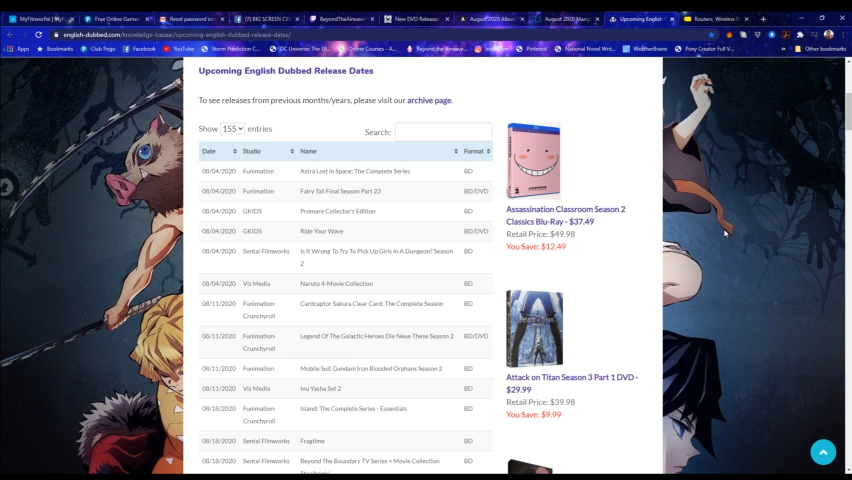 MyFitnessPal | My
Free Online Games
Reset password ins
(7) BIG SCREEN CIT
BeyondTheAirwave
New DVD Releases
August 2020 Album
August 2020 Mang
Upcoming English
Routers, Wireless R
english-dubbed.com/knowledge-bazaar/upcoming-english-dubbed-release-dates/
Apps
Bookmarks
Club Pogo
Facebook
YouTube
Storm Prediction C...
Online Courses - A...
Beyond the Airwave...
Pinterest
National Novel Writ...
WeatherBrains
Pony Creator Full V...
Other bookmarks
Upcoming English Dubbed Release Dates
To see releases from previous months/years, please visit our archive page.
Show 155 entries
Search:
Date Studio Name Format
08/04/2020 Funimation Astra Lost in Space: The Complete Series BD
08/04/2020 Funimation Fairy Tail Final Season Part 23 BD/DVD
08/04/2020 GKIDS Promare Collector's Edition BD
08/04/2020 GKIDS Ride Your Wave BD/DVD
08/04/2020 Sentai Filmworks Is It Wrong To Try To Pick Up Girls In A Dungeon? Season BD
2
08/04/2020 Viz Media Naruto 4-Movie Collection BD
08/11/2020 Funimation- Cardcaptor Sakura Clear Card: The Complete Season BD
Crunchyroll
08/11/2020 Funimation- Legend Of The Galactic Heroes Die Neue These Season 2 BD/DVD
Crunchyroll
08/11/2020 Funimation Mobile Suit Gundam Iron Blooded Orphans Season 2 BD
08/11/2020 Viz Media Inu Yasha Set 2 BD
08/18/2020 Funimation- Island: The Complete Series - Essentials BD
Crunchyroll
08/18/2020 Sentai Filmworks Fragtime BD
08/18/2020 Sentai Filmworks Beyond The Boundary TV Series + Movie Collection BD
Assassination Classroom Season 2
Classics Blu-Ray - $37.49
Retail Price: $49.98
You Save: $12.49
Attack on Titan Season 3 Part 1 DVD -
$29.99
Retail Price: $39.98
You Save: $9.99